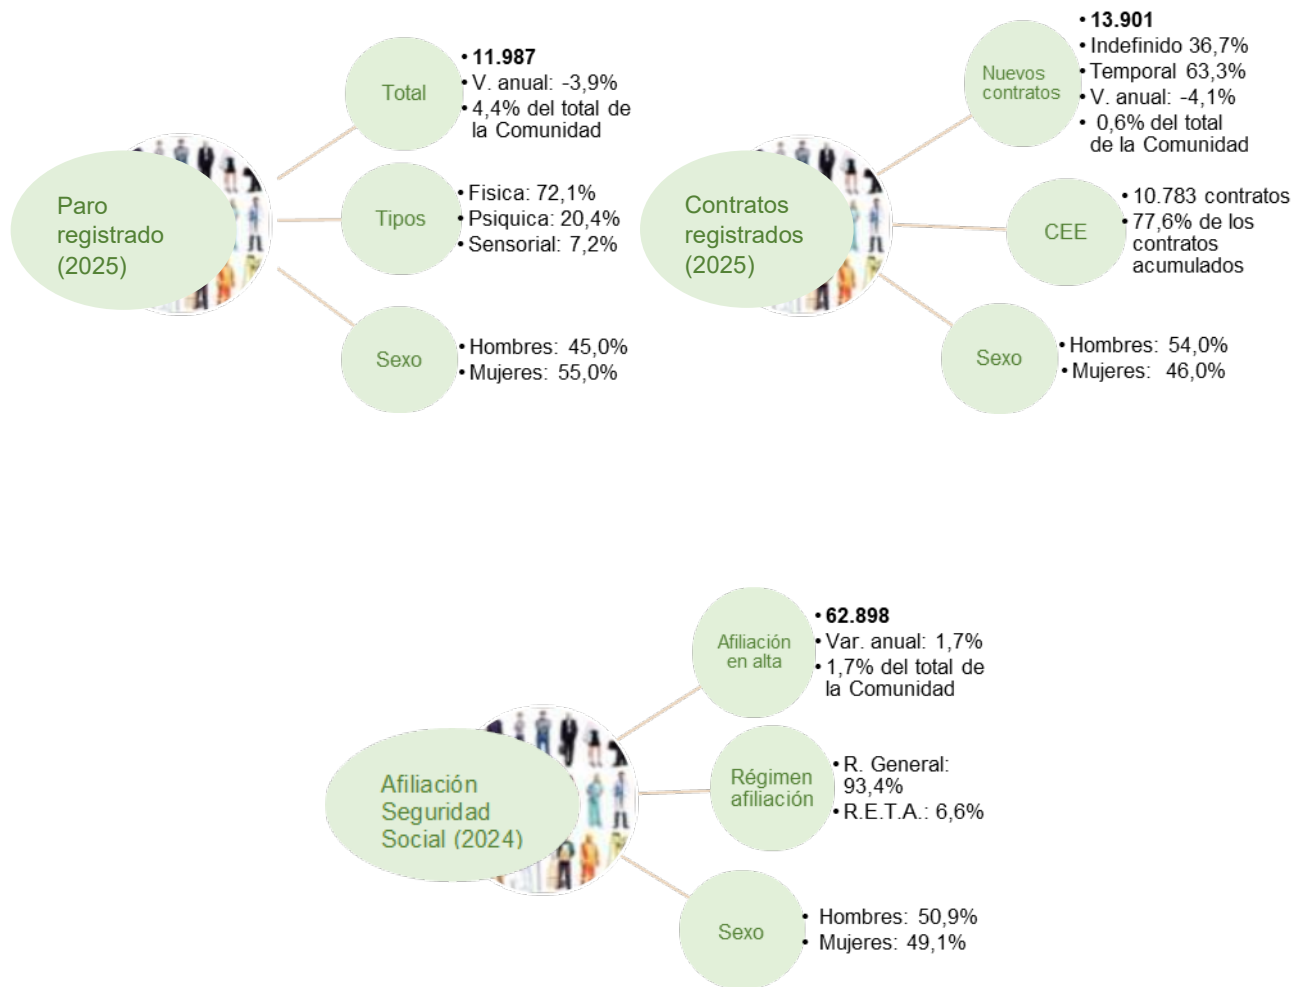 Paro
registrado
(2025)
Total
• 11.987
• V. anual: -3,9%
• 4,4% del total de
la Comunidad
Tipos
• Fisica: 72,1%
• Psiquica: 20,4%
• Sensorial: 7,2%
Sexo
• Hombres: 45,0%
• Mujeres: 55,0%
Contratos
registrados
(2025)
Nuevos
contratos
• 13.901
• Indefinido 36,7%
• Temporal 63,3%
• V. anual: -4,1%
• 0,6% del total
de la Comunidad
CEE
• 10.783 contratos
• 77,6% de los
contratos
acumulados
Sexo
• Hombres: 54,0%
• Mujeres: 46,0%
Afiliación
Seguridad
Social (2024)
Afiliación
en alta
• 62.898
• Var. anual: 1,7%
• 1,7% del total de
la Comunidad
Régimen
afiliación
• R. General:
93,4%
• R.E.T.A.: 6,6%
Sexo
• Hombres: 50,9%
• Mujeres: 49,1%